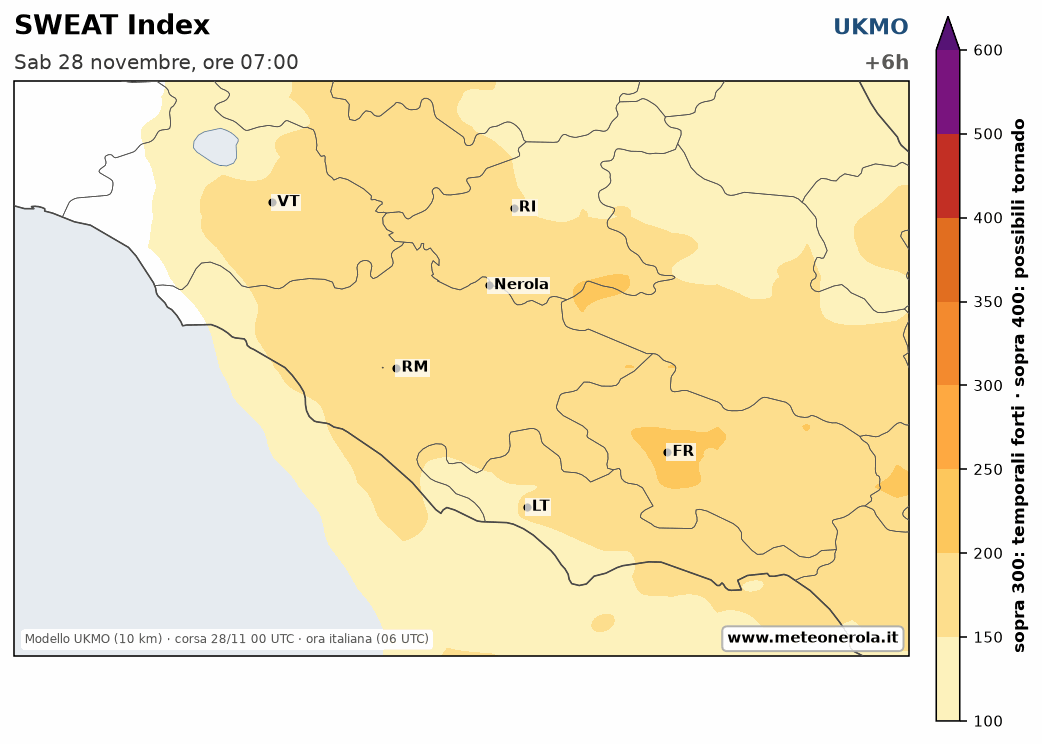 SWEAT Index
UKMO
Sab 28 novembre, ore 07:00
+6h
VT
RI
Nerola
RM
FR
LT
Modello UKMO (10 km) · corsa 28/11 00 UTC · ora italiana (06 UTC)
www.meteonerola.it
600
500
400
350
300
250
200
150
100
sopra 300: temporali forti · sopra 400: possibili tornado